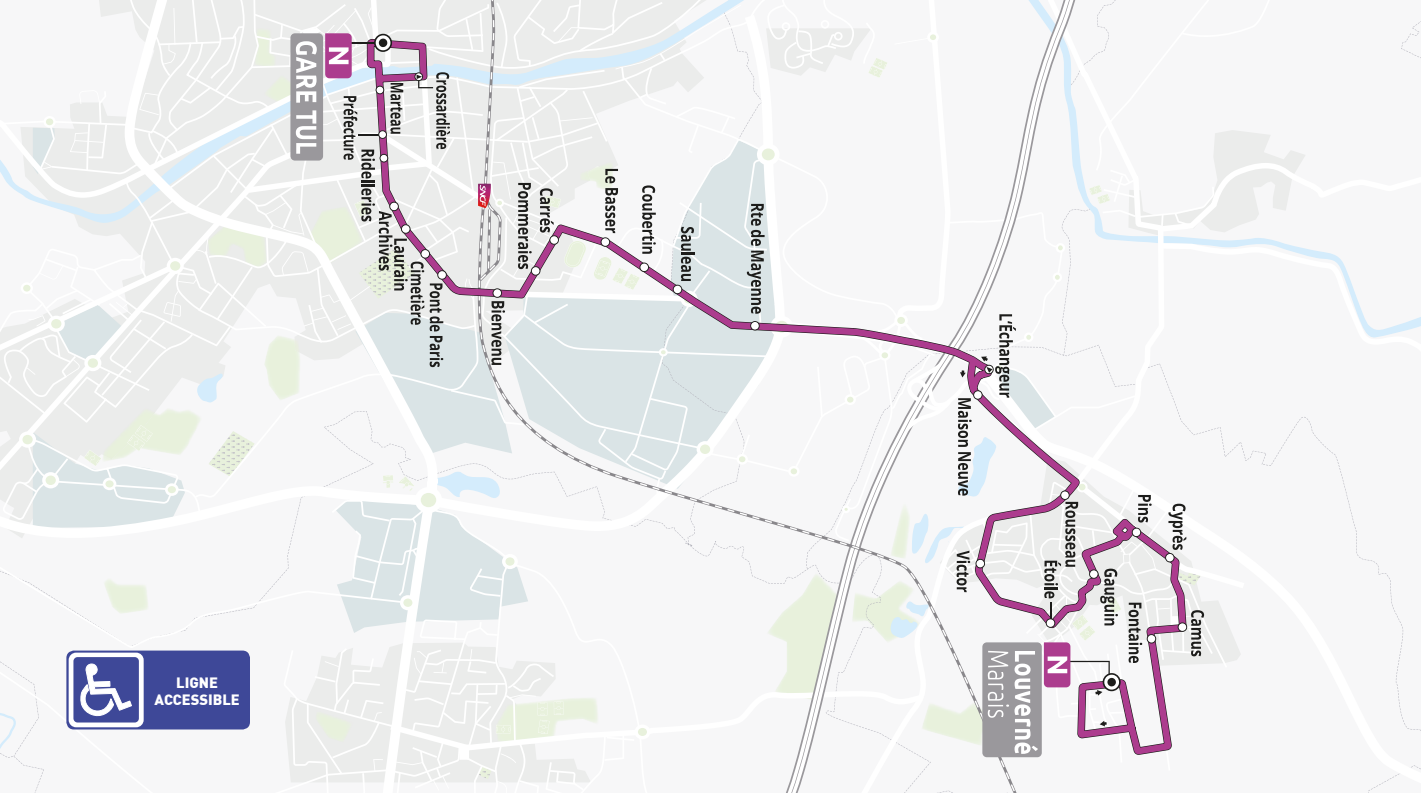 N
GARE TUL
Crossardière
Marteau
Préfecture
Ridelleries
Archives
Laurain
Cimetière
Pont de Paris
SNCF
Bienvenu
Pommeraies
Carrés
Le Basser
Coubertin
Sauleau
Rte de Mayenne
L'Échangeur
Maison Neuve
Rousseau
Victor
Étoile
Gauguin
Pins
Cyprès
Camus
Fontaine
N
Louverné
Marais
LIGNE
ACCESSIBLE